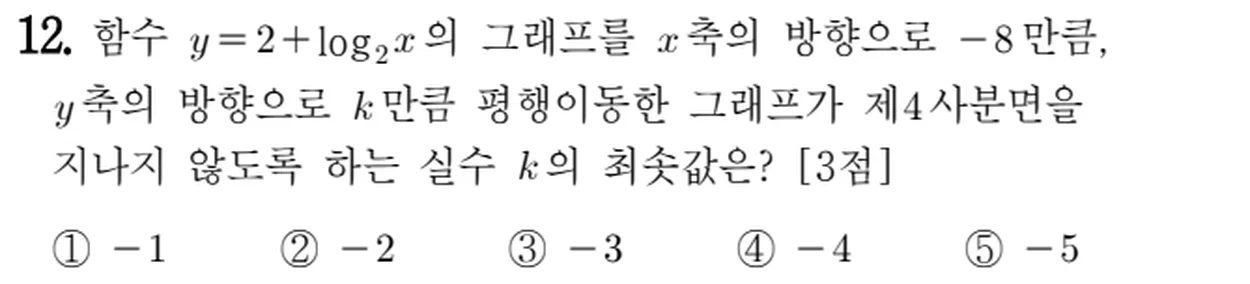 12. 함수 y=2+log₂x의 그래프를 x축의 방향으로 −8만큼,
y축의 방향으로 k만큼 평행이동한 그래프가 제4사분면을
지나지 않도록 하는 실수 k의 최솟값은? [3점]
① −1 ② −2 ③ −3 ④ −4 ⑤ −5